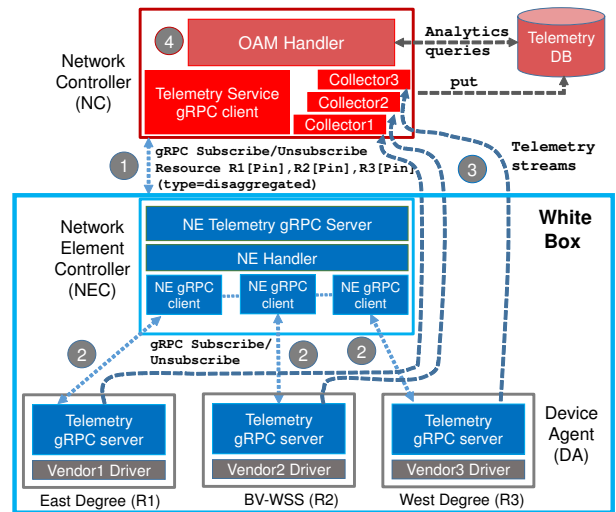 Network
Controller
(NC)
4
OAM Handler
Analytics
queries
Telemetry
DB
put
Telemetry Service
gRPC client
Collector3
Collector2
Collector1
1
gRPC Subscribe/Unsubscribe
Resource R1[Pin],R2[Pin],R3[Pin]
(type=disaggregated)
3
Telemetry
streams
White
Box
Network
Element
Controller
(NEC)
NE Telemetry gRPC Server
NE Handler
NE gRPC
client
NE gRPC
client
NE gRPC
client
2
gRPC Subscribe/
Unsubscribe
2
2
Telemetry
gRPC server
Vendor1 Driver
East Degree (R1)
Telemetry
gRPC server
Vendor2 Driver
BV-WSS (R2)
Telemetry
gRPC server
Vendor3 Driver
West Degree (R3)
Device
Agent
(DA)